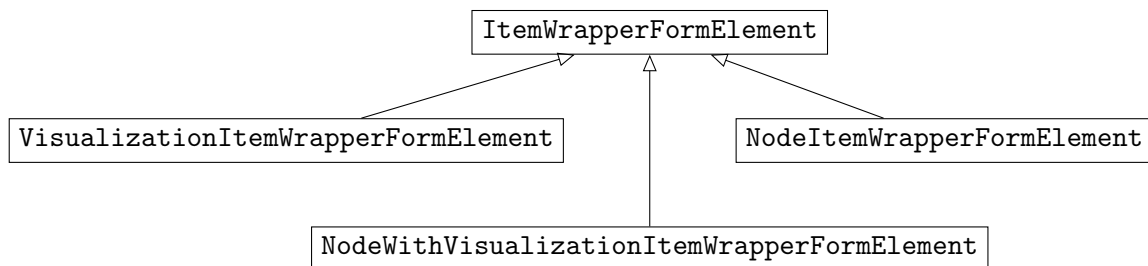 ItemWrapperFormElement
VisualizationItemWrapperFormElement
NodeItemWrapperFormElement
NodeWithVisualizationItemWrapperFormElement